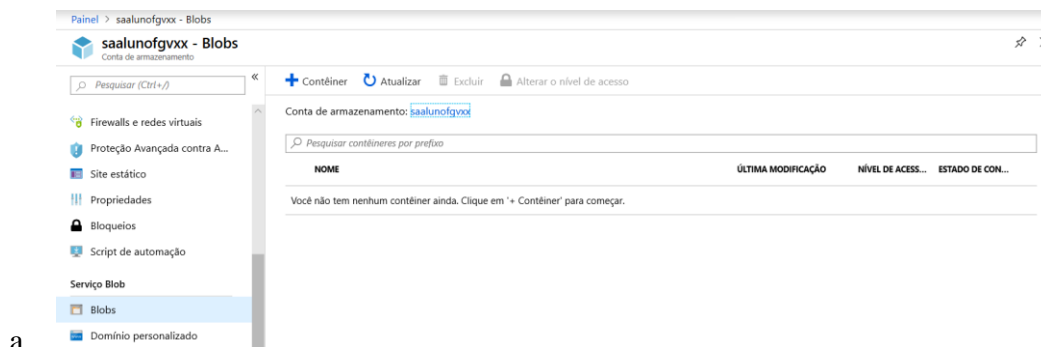 Painel > saalunofgvxx - Blobs
saalunofgvxx - Blobs
Conta de armazenamento
Pesquisar (Ctrl+/)
«
Firewalls e redes virtuais
Proteção Avançada contra A...
Site estático
Propriedades
Bloqueios
Script de automação
Serviço Blob
Blobs
Domínio personalizado
+ Contêiner Atualizar Excluir Alterar o nível de acesso
Conta de armazenamento: saalunofgvxx
Pesquisar contêineres por prefixo
NOME ÚLTIMA MODIFICAÇÃO NÍVEL DE ACESS... ESTADO DE CON...
Você não tem nenhum contêiner ainda. Clique em '+ Contêiner' para começar.
a